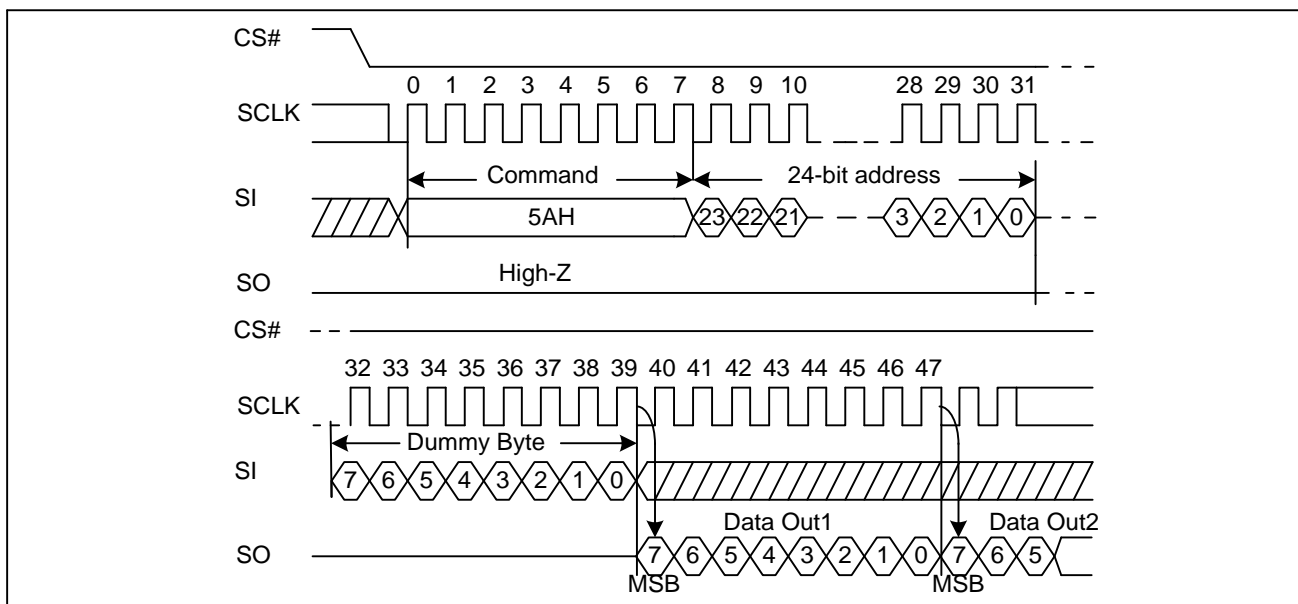 CS#
0 1 2 3 4 5 6 7 8 9 10 28 29 30 31
SCLK
Command 24-bit address
SI
5AH 23 22 21 3 2 1 0
High-Z
SO
CS#
32 33 34 35 36 37 38 39 40 41 42 43 44 45 46 47
SCLK
Dummy Byte
SI
7 6 5 4 3 2 1 0
Data Out1 Data Out2
SO 7 6 5 4 3 2 1 0 7 6 5
MSB MSB